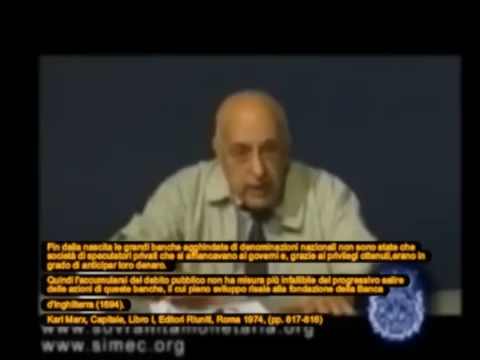 Fin dalla nascita le grandi banche agghindate di denominazioni nazionali non sono state che
società di speculatori privati che si affiancavano ai governi e, grazie ai privilegi ottenuti,erano in
grado di anticipar loro denaro.
Quindi l'accumularsi del debito pubblico non ha misura più infallibile del progressivo salire
delle azioni di queste banche, il cui pieno sviluppo risale alla fondazione della Banca
d'Inghilterra (1694).
Karl Marx, Capitale, Libro I, Editori Riuniti, Roma 1974, (pp. 817-818)
www.sovranitamonetaria.org
www.simec.org